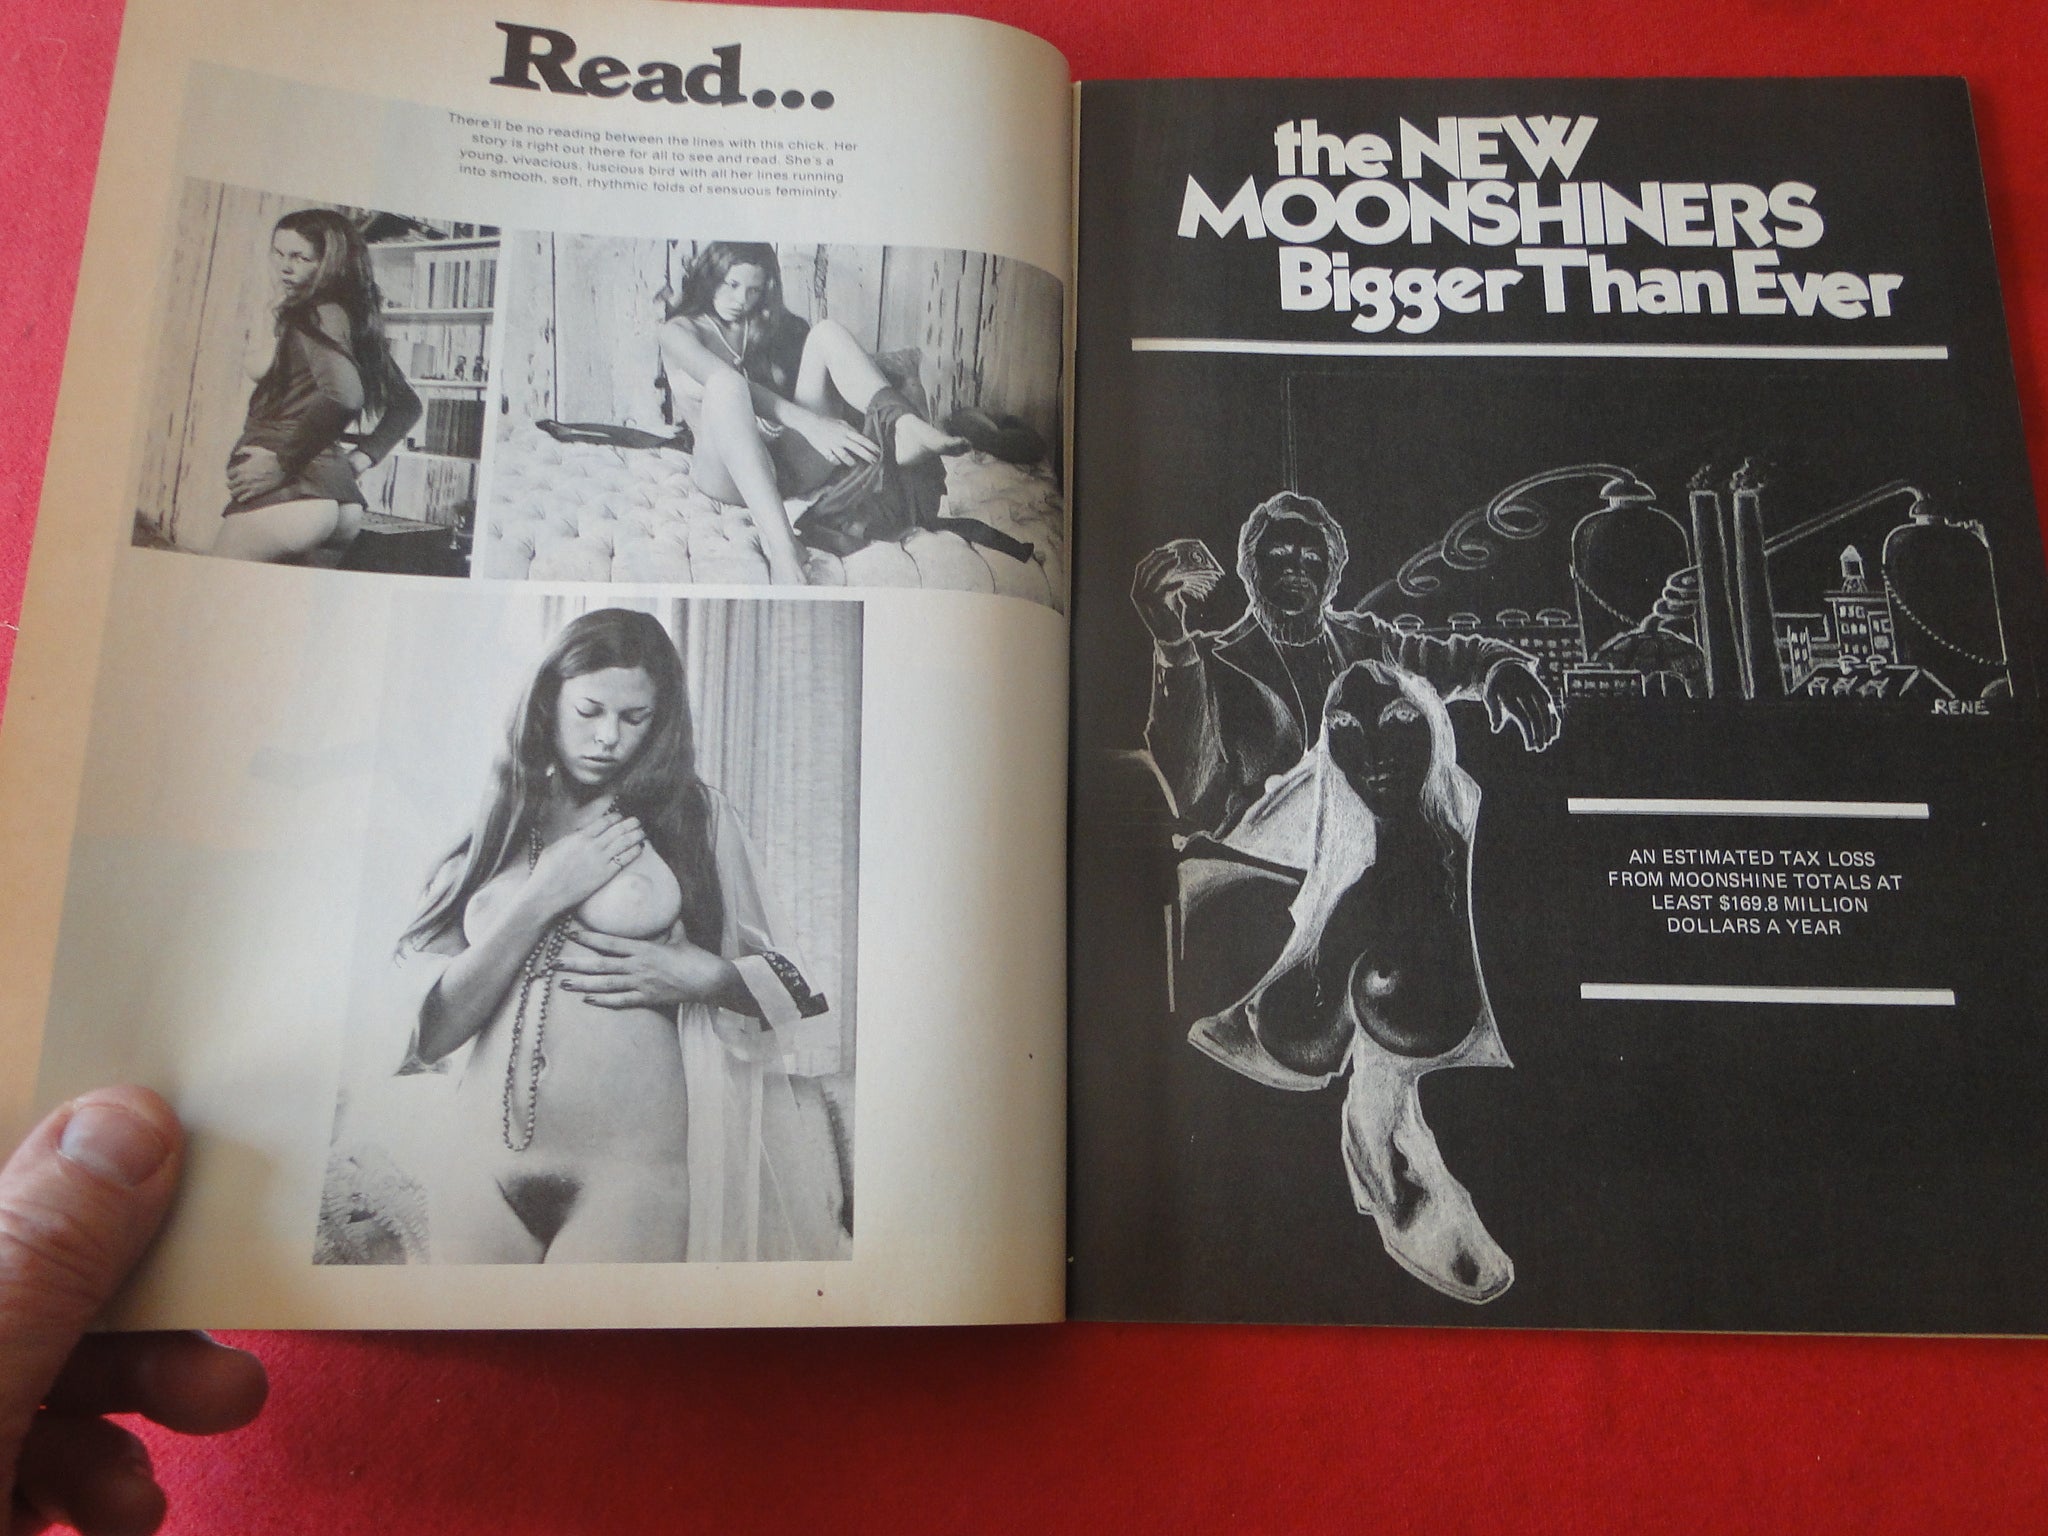 Read...
There'll be no reading between the lines with this chick. Her
story is right out there for all to see and read. She's a
young, vivacious, luscious bird with all her lines running
into smooth, soft, rhythmic folds of sensuous femininty.
the NEW
MOONSHINERS
Bigger Than Ever
RENE
AN ESTIMATED TAX LOSS
FROM MOONSHINE TOTALS AT
LEAST $169.8 MILLION
DOLLARS A YEAR